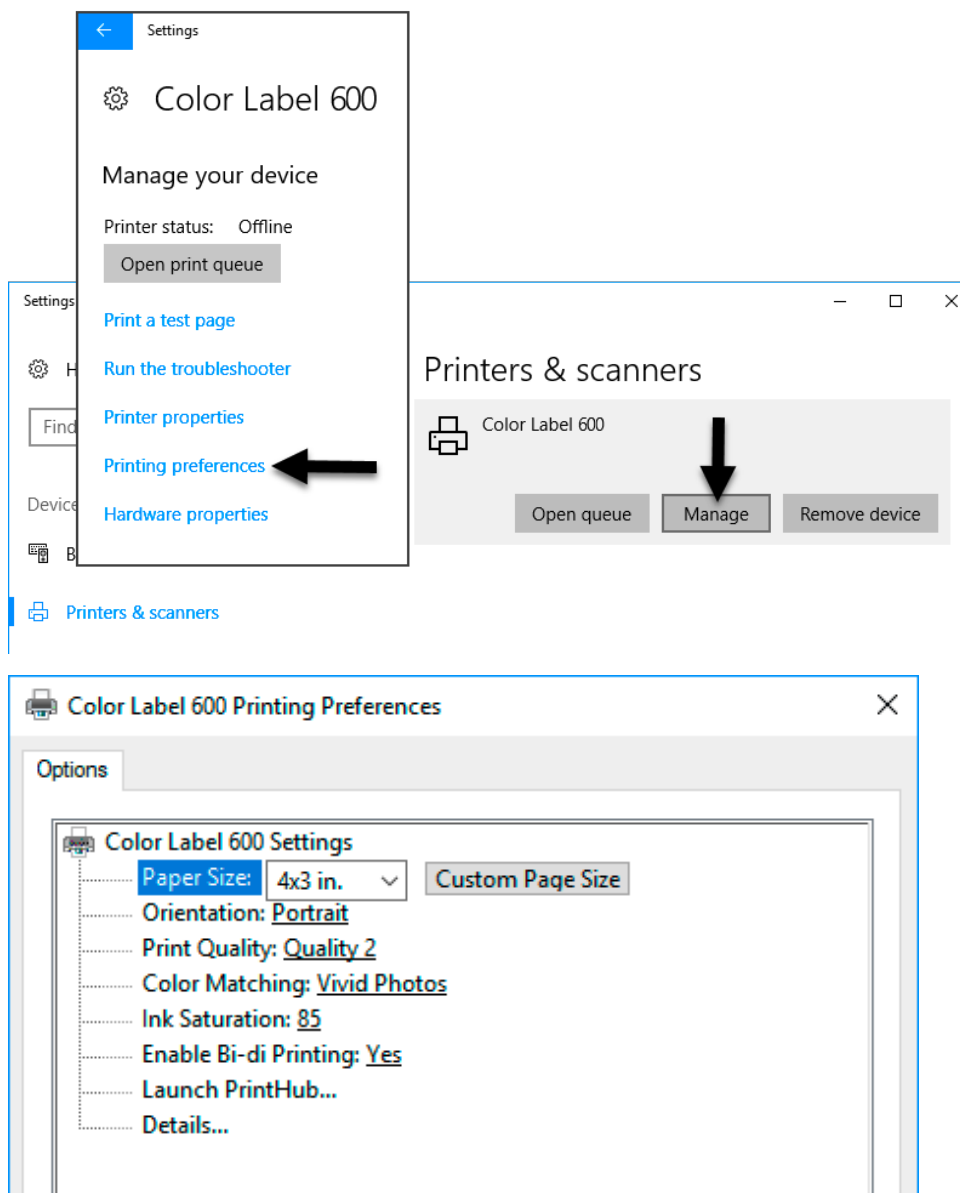 Settings
Color Label 600
Manage your device
Printer status: Offline
Open print queue
Print a test page
Run the troubleshooter
Printer properties
Printing preferences
Hardware properties
Settings
H
Find
Device
B
Printers & scanners
Printers & scanners
Color Label 600
Open queue Manage Remove device
Color Label 600 Printing Preferences
Options
Color Label 600 Settings
Paper Size: 4x3 in. Custom Page Size
Orientation: Portrait
Print Quality: Quality 2
Color Matching: Vivid Photos
Ink Saturation: 85
Enable Bi-di Printing: Yes
Launch PrintHub...
Details...